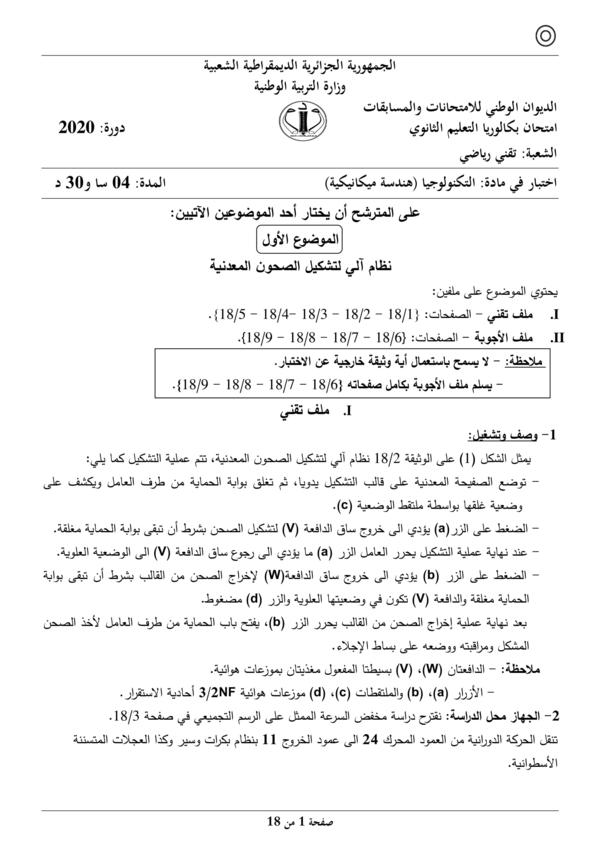 الجمهورية الجزائرية الديمقراطية الشعبية
وزارة التربية الوطنية
الديوان الوطني للامتحانات والمسابقات
امتحان بكالوريا التعليم الثانوي
دورة: 2020
الشعبة: تقني رياضي
اختبار في مادة: التكنولوجيا (هندسة ميكانيكية)
المدة: 04 سا و30 د
على المترشح أن يختار أحد الموضوعين الآتيين:
الموضوع الأول
نظام آلي لتشكيل الصحون المعدنية
يحتوي الموضوع على ملفين:
I. ملف تقني – الصفحات: {18/1 – 18/2 – 18/3 – 18/4 – 18/5}.
II. ملف الأجوبة – الصفحات: {18/6 – 18/7 – 18/8 – 18/9}.
ملاحظة: – لا يسمح باستعمال أية وثيقة خارجية عن الاختبار.
– يسلم ملف الأجوبة بكامل صفحاته {18/6 – 18/7 – 18/8 – 18/9}.
I. ملف تقني
1- وصف وتشغيل:
يمثل الشكل (1) على الوثيقة 18/2 نظام آلي لتشكيل الصحون المعدنية، تتم عملية التشكيل كما يلي:
– توضع الصفيحة المعدنية على قالب التشكيل يدويا، ثم تغلق بوابة الحماية من طرف العامل ويكشف على
وضعية غلقها بواسطة ملتقط الوضعية (c).
– الضغط على الزر(a) يؤدي الى خروج ساق الدافعة (V) لتشكيل الصحن بشرط أن تبقى بوابة الحماية مغلقة.
– عند نهاية عملية التشكيل يحرر العامل الزر (a) ما يؤدي الى رجوع ساق الدافعة (V) الى الوضعية العلوية.
– الضغط على الزر (b) يؤدي الى خروج ساق الدافعة(W) لإخراج الصحن من القالب بشرط أن تبقى بوابة
الحماية مغلقة والدافعة (V) تكون في وضعيتها العلوية والزر (d) مضغوط.
بعد نهاية عملية إخراج الصحن من القالب يحرر الزر (b)، يفتح باب الحماية من طرف العامل لأخذ الصحن
المشكل ومراقبته ووضعه على بساط الإجلاء.
ملاحظة: – الدافعتان (W)، (V) بسيطتا المفعول مغذيتان بموزعات هوائية.
– الأزرار (a)، (b) والملتقطات (c)، (d) موزعات هوائية 3/2NF أحادية الاستقرار.
2- الجهاز محل الدراسة: نقترح دراسة مخفض السرعة الممثل على الرسم التجميعي في صفحة 18/3.
تنقل الحركة الدورانية من العمود المحرك 24 الى عمود الخروج 11 بنظام بكرات وسير وكذا العجلات المتسننة
الأسطوانية.
صفحة 1 من 18